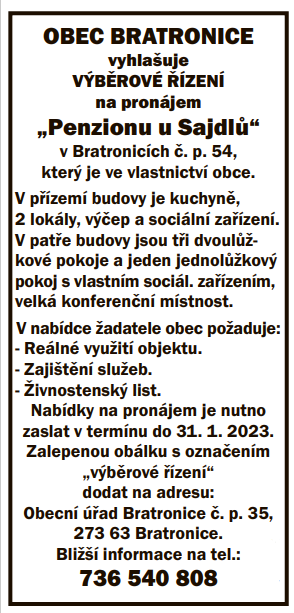 OBEC BRATRONICE
vyhlašuje
VÝBĚROVÉ ŘÍZENÍ
na pronájem
„Penzionu u Sajdlů“
v Bratronicích č. p. 54,
který je ve vlastnictví obce.
V přízemí budovy je kuchyně,
2 lokály, výčep a sociální zařízení.
V patře budovy jsou tři dvoulůž-
kové pokoje a jeden jednolůžkový
pokoj s vlastním sociál. zařízením,
velká konferenční místnost.
V nabídce žadatele obec požaduje:
- Reálné využití objektu.
- Zajištění služeb.
- Živnostenský list.
Nabídky na pronájem je nutno
zaslat v termínu do 31. 1. 2023.
Zalepenou obálku s označením
„výběrové řízení“
dodat na adresu:
Obecní úřad Bratronice č. p. 35,
273 63 Bratronice.
Bližší informace na tel.:
736 540 808